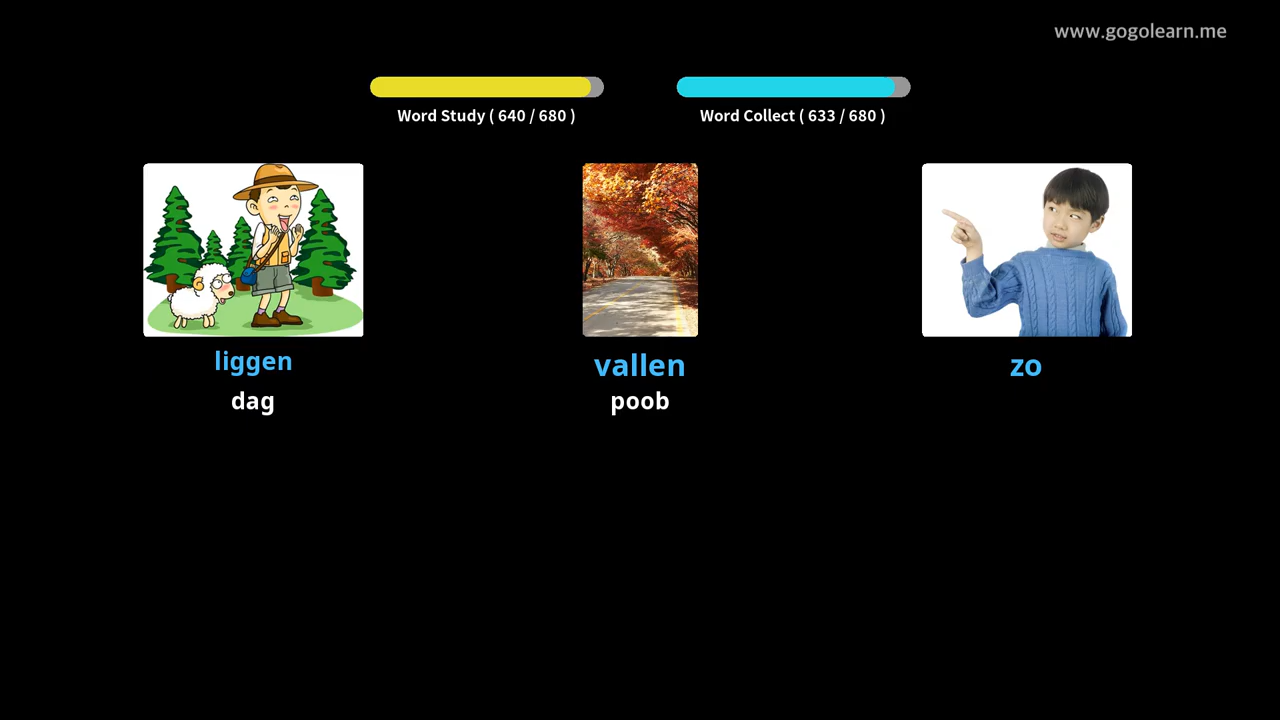 www.gogolearn.me
Word Study ( 640 / 680 )
Word Collect ( 633 / 680 )
liggen
vallen
zo
dag
poob